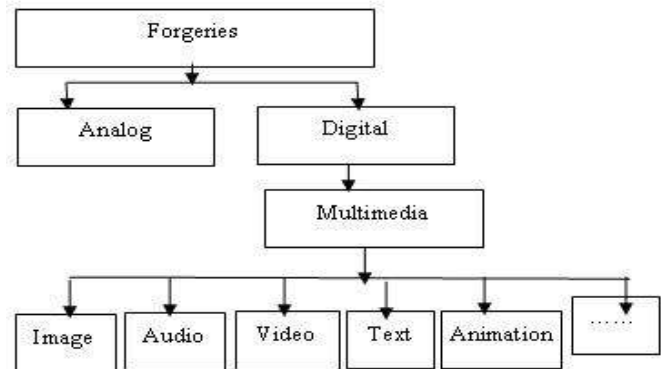 Forgeries
Analog
Digital
Multimedia
Image
Audio
Video
Text
Animation
......